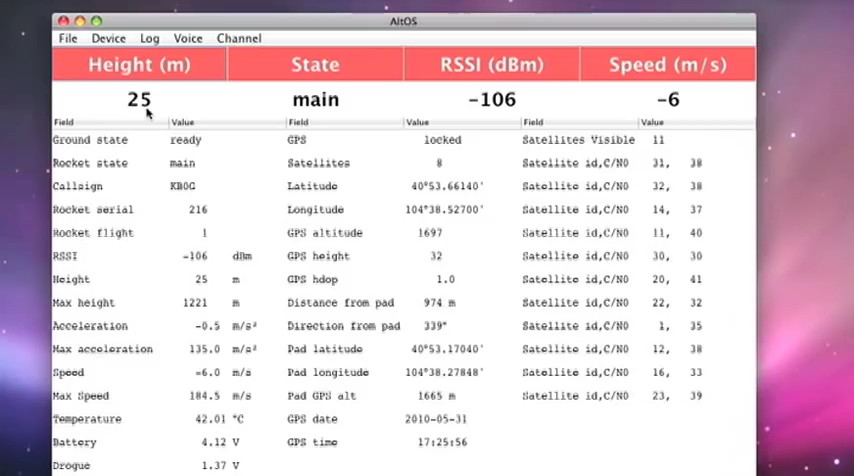 AltOS
File Device Log Voice Channel
Height (m) State RSSI (dBm) Speed (m/s)
25 main -106 -6
Field Value Field Value Field Value
Ground state ready GPS locked Satellites Visible 11
Rocket state main Satellites 8 Satellite id,C/N0 31, 38
Callsign KB0G Latitude 40°53.66140' Satellite id,C/N0 32, 38
Rocket serial 216 Longitude 104°38.52700' Satellite id,C/N0 14, 37
Rocket flight 1 GPS altitude 1697 Satellite id,C/N0 11, 40
RSSI -106 dBm GPS height 32 Satellite id,C/N0 30, 30
Height 25 m GPS hdop 1.0 Satellite id,C/N0 20, 41
Max height 1221 m Distance from pad 974 m Satellite id,C/N0 22, 32
Acceleration -0.5 m/s² Direction from pad 339° Satellite id,C/N0 1, 35
Max acceleration 135.0 m/s² Pad latitude 40°53.17040' Satellite id,C/N0 12, 38
Speed -6.0 m/s Pad longitude 104°38.27848' Satellite id,C/N0 16, 33
Max Speed 184.5 m/s Pad GPS alt 1665 m Satellite id,C/N0 23, 39
Temperature 42.01 °C GPS date 2010-05-31
Battery 4.12 V GPS time 17:25:56
Drogue 1.37 V